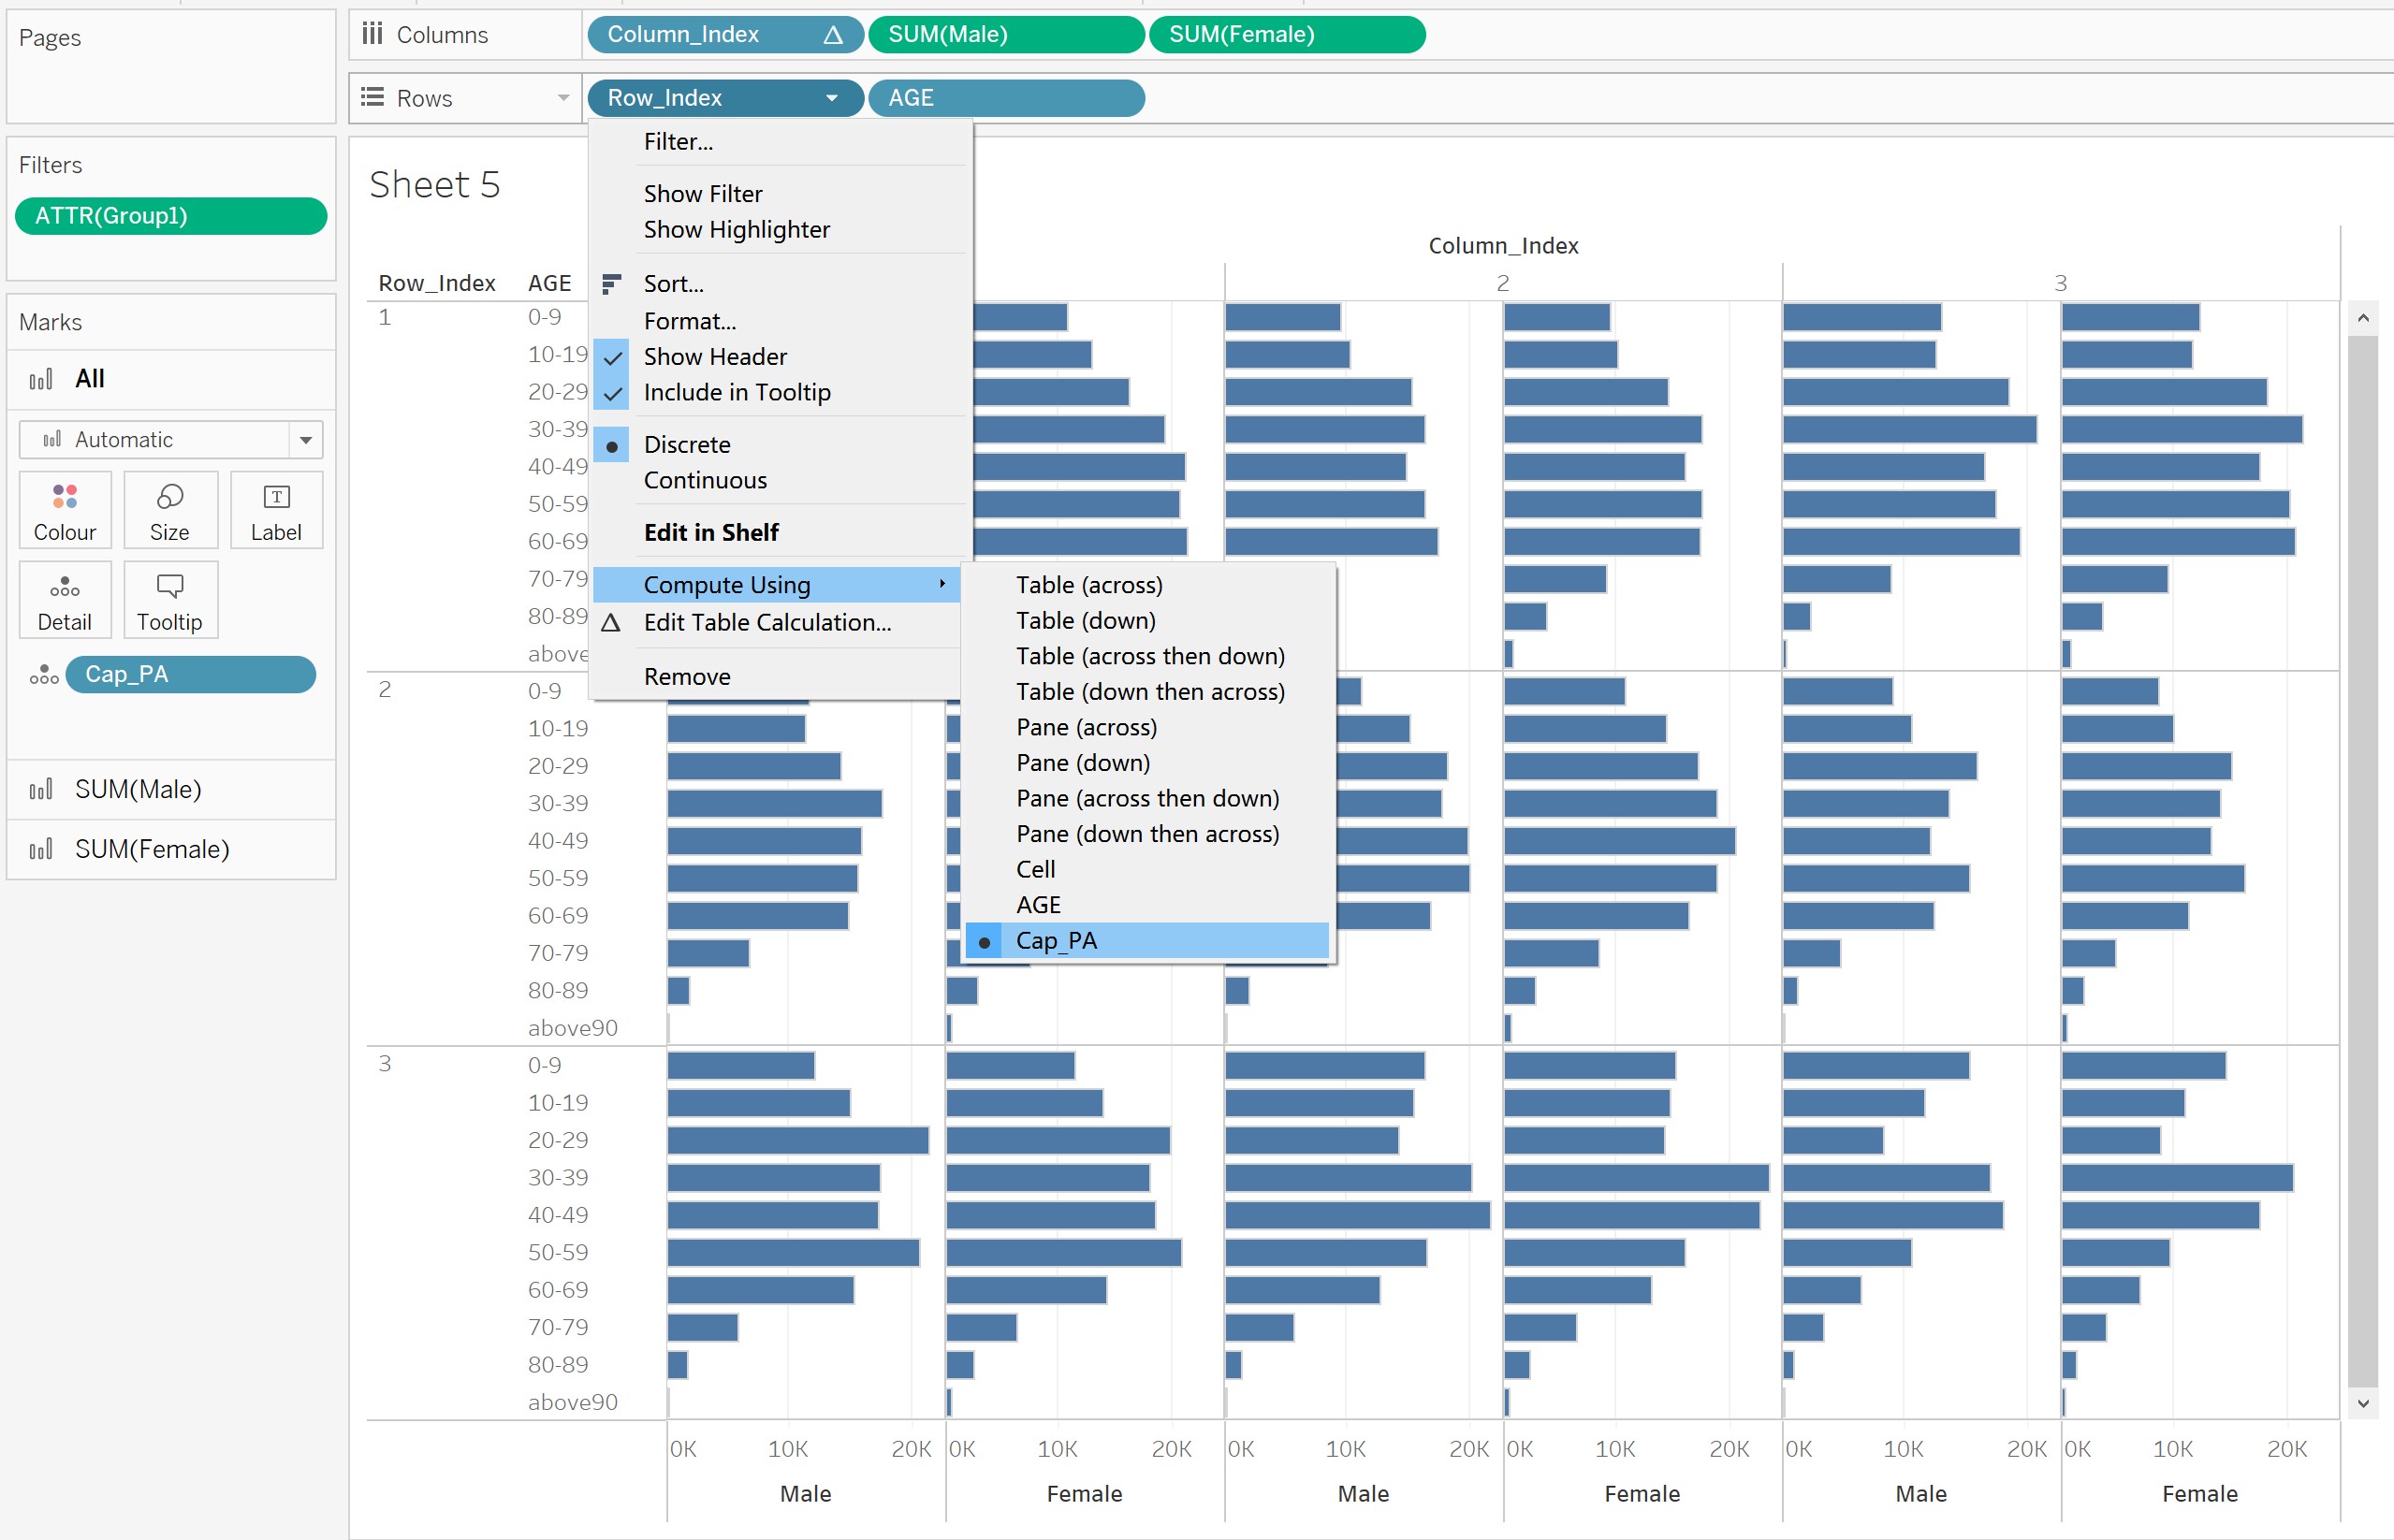 Pages
Columns
Column_Index
SUM(Male)
SUM(Female)
Rows
Row_Index
AGE
Filters
ATTR(Group1)
Marks
All
Automatic
Colour
Size
Label
Detail
Tooltip
Cap_PA
SUM(Male)
SUM(Female)
Sheet 5
Filter...
Show Filter
Show Highlighter
Sort...
Format...
Show Header
Include in Tooltip
Discrete
Continuous
Edit in Shelf
Compute Using
Edit Table Calculation...
Remove
Table (across)
Table (down)
Table (across then down)
Table (down then across)
Pane (across)
Pane (down)
Pane (across then down)
Pane (down then across)
Cell
AGE
Cap_PA
Column_Index
Row_Index AGE 2 3
1 0-9
10-19
20-29
30-39
40-49
50-59
60-69
70-79
80-89
above
2 0-9
10-19
20-29
30-39
40-49
50-59
60-69
70-79
80-89
above90
3 0-9
10-19
20-29
30-39
40-49
50-59
60-69
70-79
80-89
above90
0K 10K 20K 0K 10K 20K 0K 10K 20K 0K 10K 20K 0K 10K 20K 0K 10K 20K
Male Female Male Female Male Female